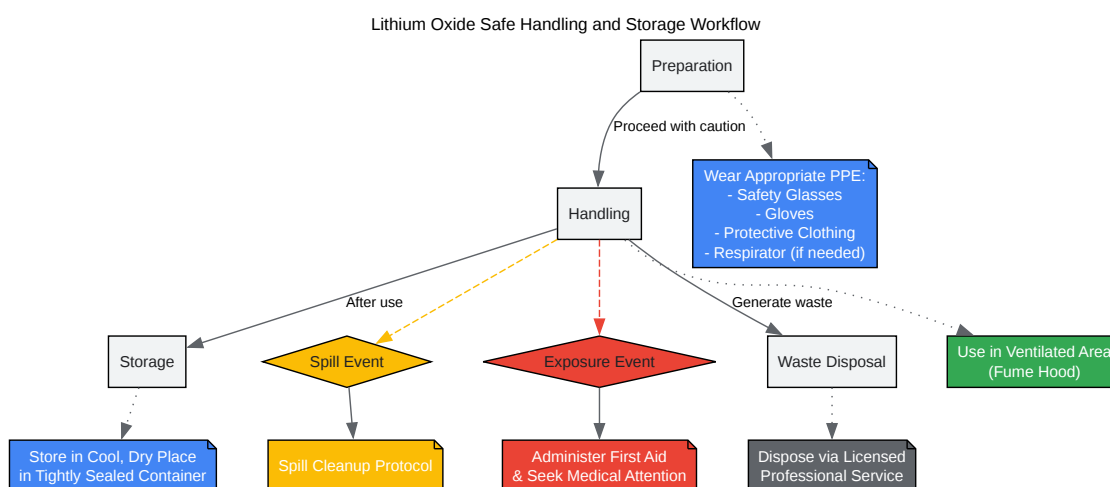 Lithium Oxide Safe Handling and Storage Workflow
Preparation
Proceed with caution
Wear Appropriate PPE:
- Safety Glasses
- Gloves
- Protective Clothing
- Respirator (if needed)
Handling
After use
Generate waste
Storage
Spill Event
Exposure Event
Waste Disposal
Use in Ventilated Area
(Fume Hood)
Store in Cool, Dry Place
in Tightly Sealed Container
Spill Cleanup Protocol
Administer First Aid
& Seek Medical Attention
Dispose via Licensed
Professional Service